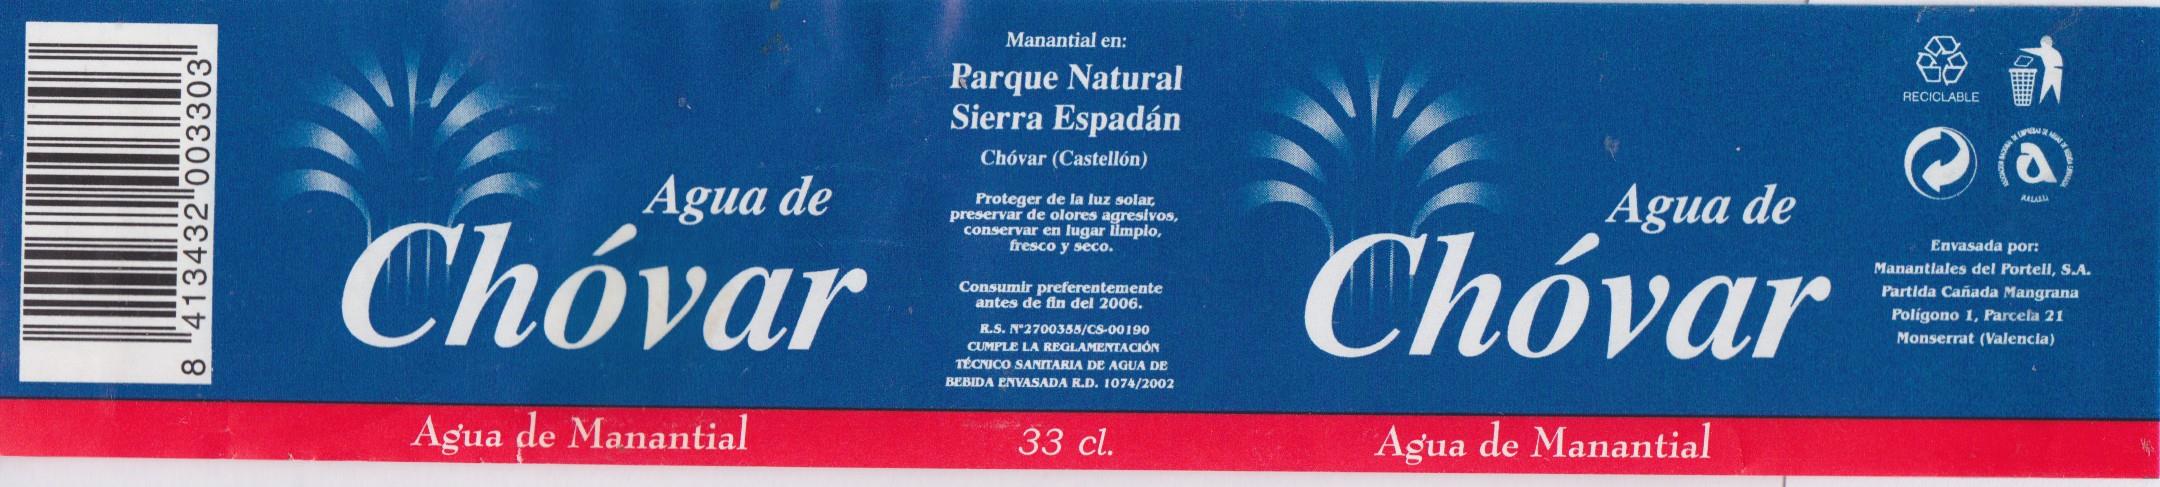 8 413432 003303
Agua de
Chóvar
Agua de Manantial
Manantial en:
Parque Natural
Sierra Espadán
Chóvar (Castellón)
Proteger de la luz solar,
preservar de olores agresivos,
conservar en lugar limpio,
fresco y seco.
Consumir preferentemente
antes de fin del 2006.
R.S. Nº2700355/CS-00190
CUMPLE LA REGLAMENTACIÓN
TÉCNICO SANITARIA DE AGUA DE
BEBIDA ENVASADA R.D. 1074/2002
33 cl.
Agua de
Chóvar
Agua de Manantial
RECICLABLE
a
Envasada por:
Manantiales del Portell, S.A.
Partida Cañada Mangrana
Polígono 1, Parcela 21
Monserrat (Valencia)